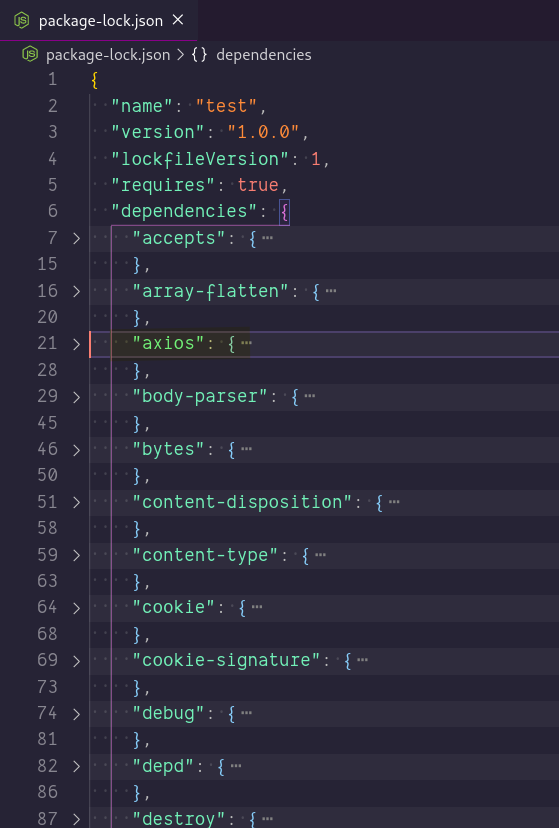 package-lock.json ×
package-lock.json > {} dependencies
1 {
2 "name": "test",
3 "version": "1.0.0",
4 "lockfileVersion": 1,
5 "requires": true,
6 "dependencies": {
7 > "accepts": { ⋯
15 },
16 > "array-flatten": { ⋯
20 },
21 > "axios": { ⋯
28 },
29 > "body-parser": { ⋯
45 },
46 > "bytes": { ⋯
50 },
51 > "content-disposition": { ⋯
58 },
59 > "content-type": { ⋯
63 },
64 > "cookie": { ⋯
68 },
69 > "cookie-signature": { ⋯
73 },
74 > "debug": { ⋯
81 },
82 > "depd": { ⋯
86 },
87 > "destroy": { ⋯